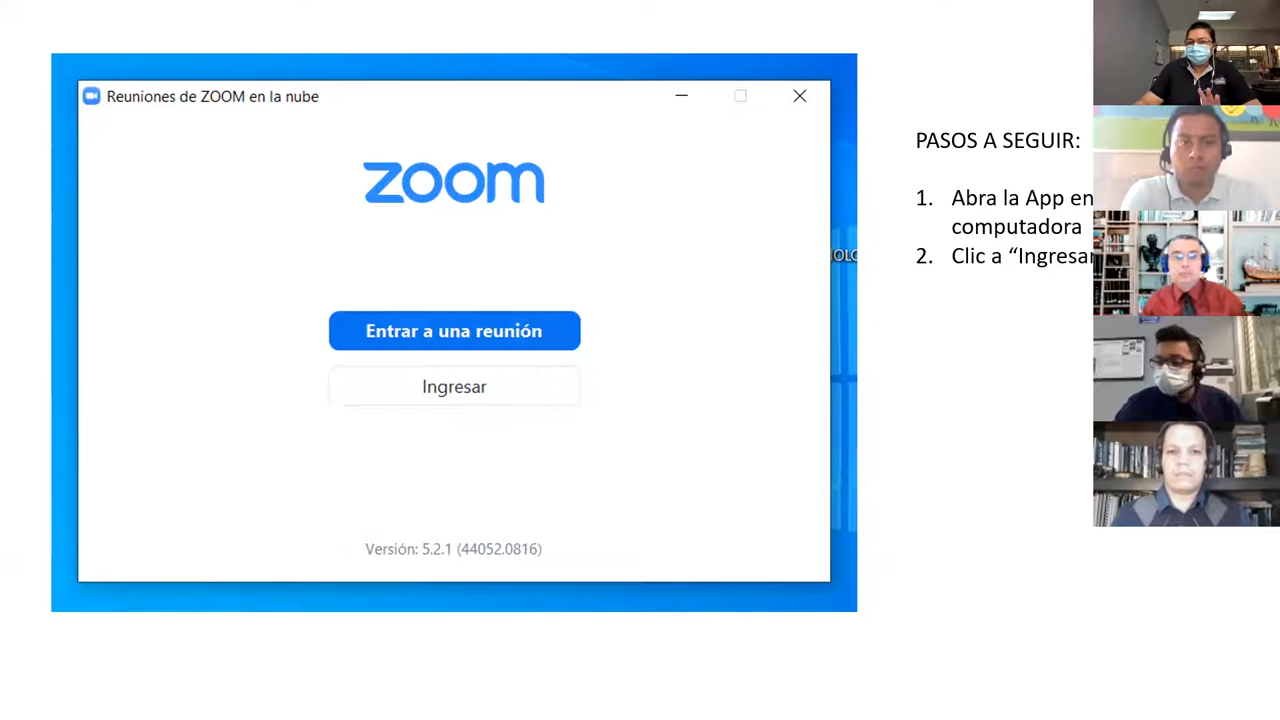 Reuniones de ZOOM en la nube
zoom
Entrar a una reunión
Ingresar
Versión: 5.2.1 (44052.0816)
PASOS A SEGUIR:
1. Abra la App en
computadora
2. Clic a “Ingresar